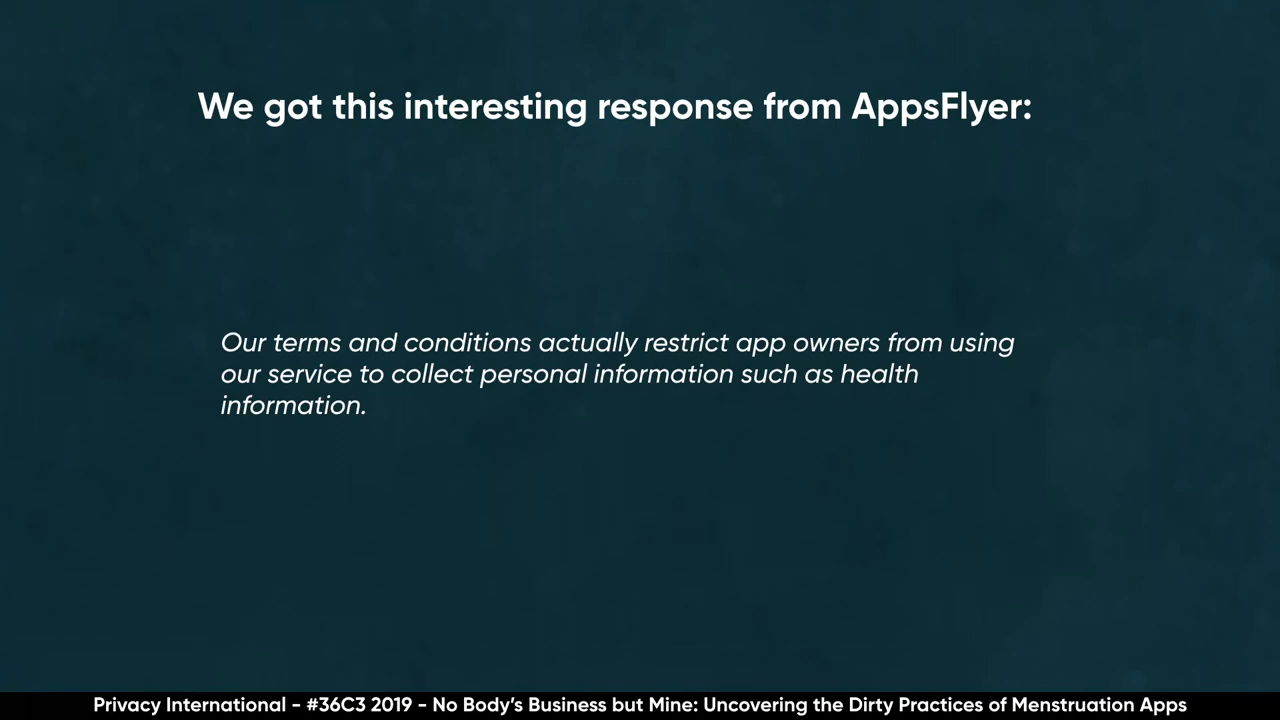 We got this interesting response from AppsFlyer:
Our terms and conditions actually restrict app owners from using
our service to collect personal information such as health
information.
Privacy International - #36C3 2019 - No Body’s Business but Mine: Uncovering the Dirty Practices of Menstruation Apps